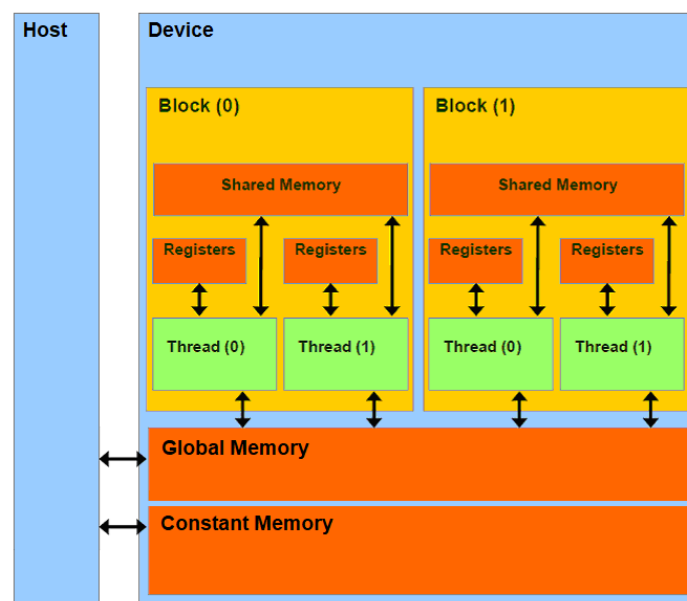 Host
Device
Block (0)
Block (1)
Shared Memory
Shared Memory
Registers
Registers
Registers
Registers
Thread (0)
Thread (1)
Thread (0)
Thread (1)
Global Memory
Constant Memory